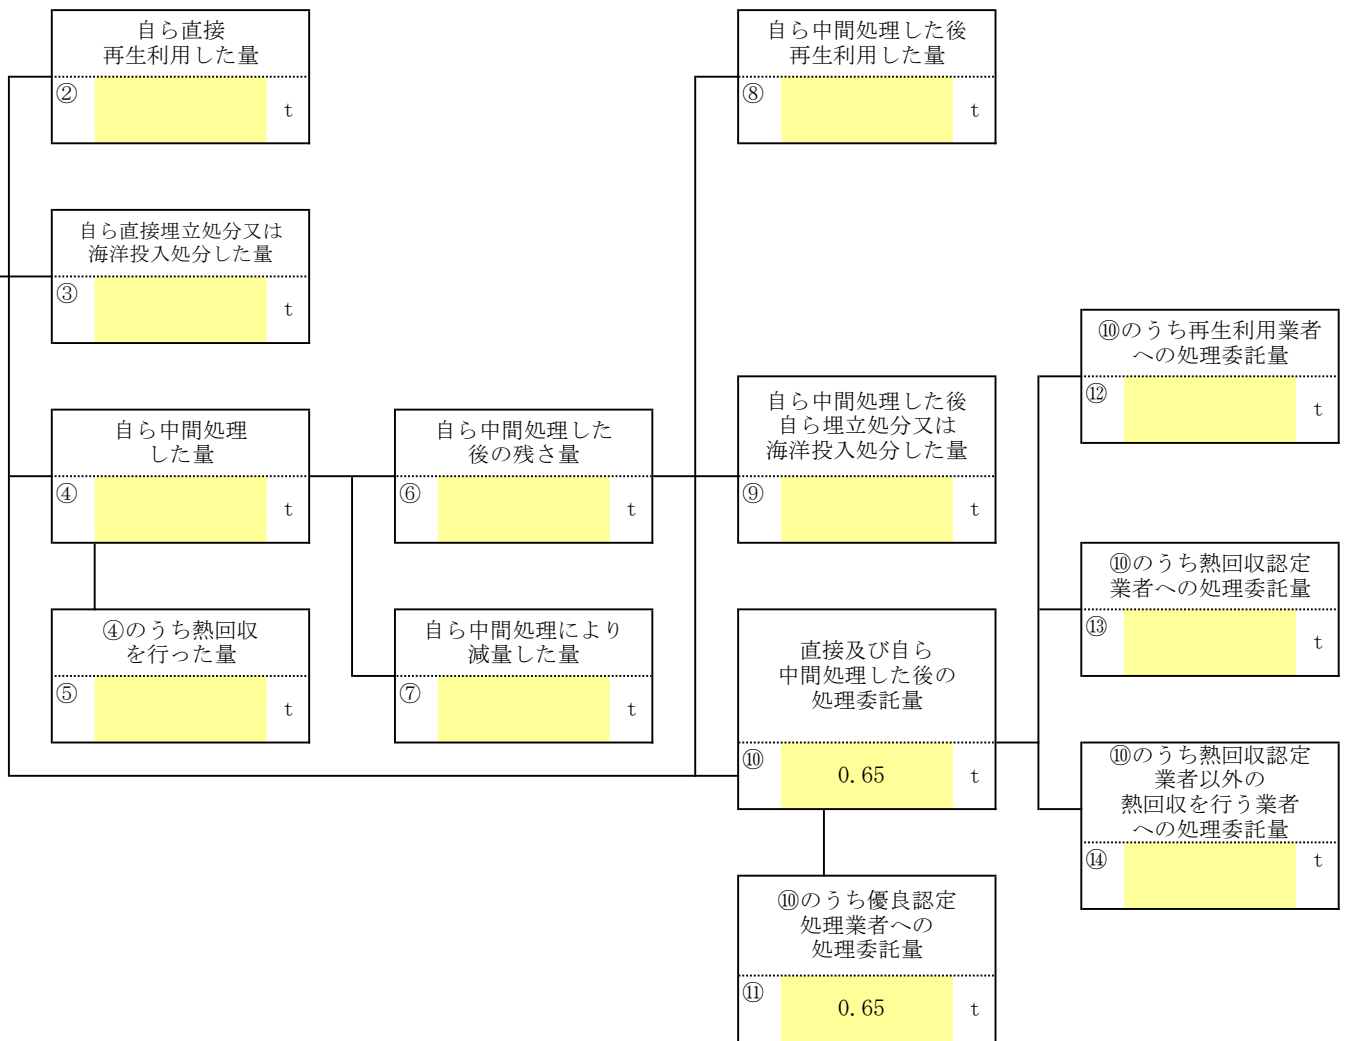 自ら直接
再生利用した量
②
t
自ら中間処理した後
再生利用した量
⑧
t
自ら直接埋立処分又は
海洋投入処分した量
③
t
⑩のうち再生利用業者
への処理委託量
⑫
t
自ら中間処理
した量
④
t
自ら中間処理した
後の残さ量
⑥
t
自ら中間処理した後
自ら埋立処分又は
海洋投入処分した量
⑨
t
⑩のうち熱回収認定
業者への処理委託量
⑬
t
④のうち熱回収
を行った量
⑤
t
自ら中間処理により
減量した量
⑦
t
直接及び自ら
中間処理した後の
処理委託量
⑩ 0.65 t
⑩のうち熱回収認定
業者以外の
熱回収を行う業者
への処理委託量
⑭
t
⑩のうち優良認定
処理業者への
処理委託量
⑪ 0.65 t